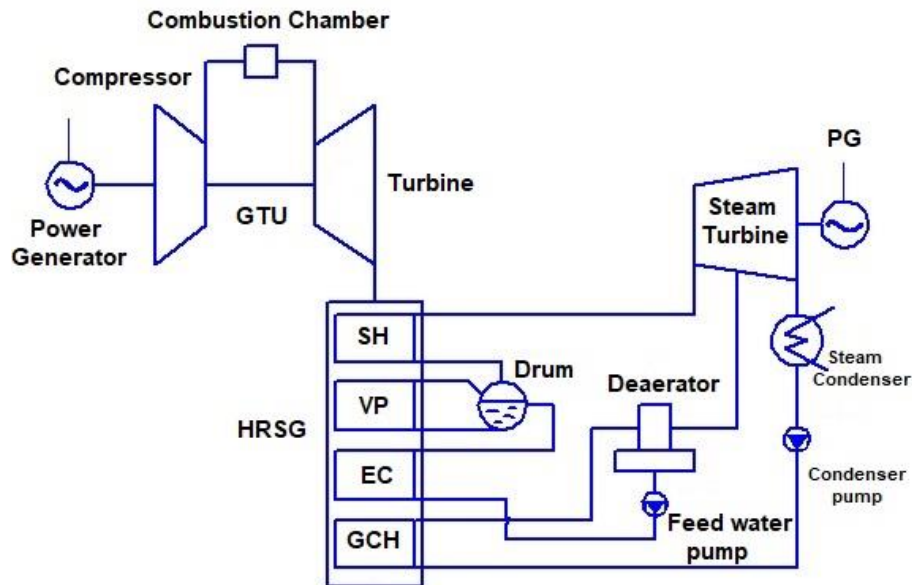 Combustion Chamber
Compressor
PG
Turbine
Steam
Turbine
GTU
Power
Generator
SH
Drum
Deaerator
Steam
Condenser
VP
HRSG
EC
Condenser
pump
GCH
Feed water
pump